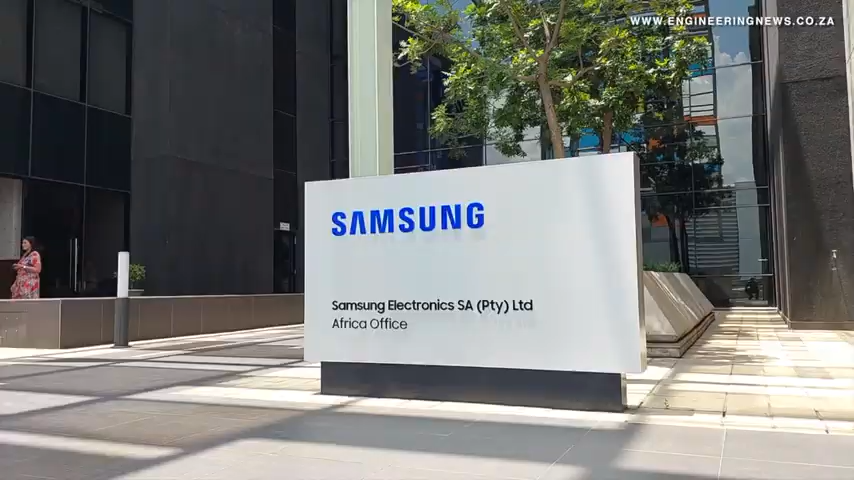 WWW.ENGINEERINGNEWS.CO.ZA
SAMSUNG
Samsung Electronics SA (Pty) Ltd
Africa Office